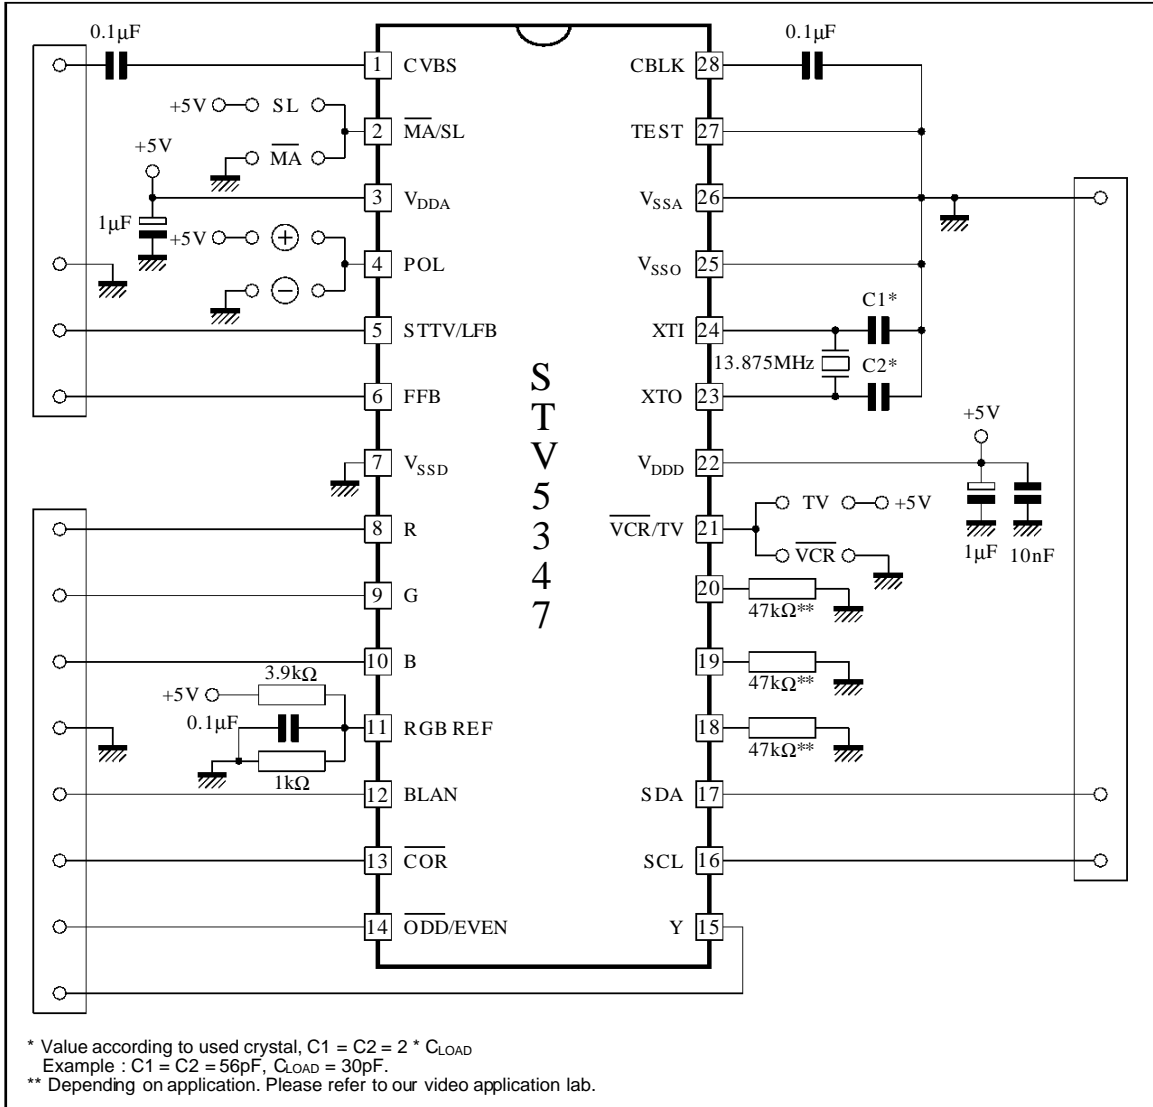 0.1μF
0.1μF
1 CVBS
CBLK 28
+5V SL
2 MA/SL
TEST 27
MA
+5V
3 VDDA
VSSA 26
1μF
+5V +
4 POL
VSSO 25
−
C1*
5 STTV/LFB
XTI 24
13.875MHz
C2*
6 FFB
XTO 23
+5V
7 VSSD
VDDD 22
STV5347
TV +5V
8 R
VCR/TV 21
VCR
1μF
10nF
20
47kΩ**
9 G
10 B
19
47kΩ**
3.9kΩ
+5V
0.1μF
11 RGB REF
18
47kΩ**
1kΩ
12 BLAN
SDA 17
13 COR
SCL 16
14 ODD/EVEN
Y 15
* Value according to used crystal, C1 = C2 = 2 * CLOAD
Example : C1 = C2 = 56pF, CLOAD = 30pF.
** Depending on application. Please refer to our video application lab.